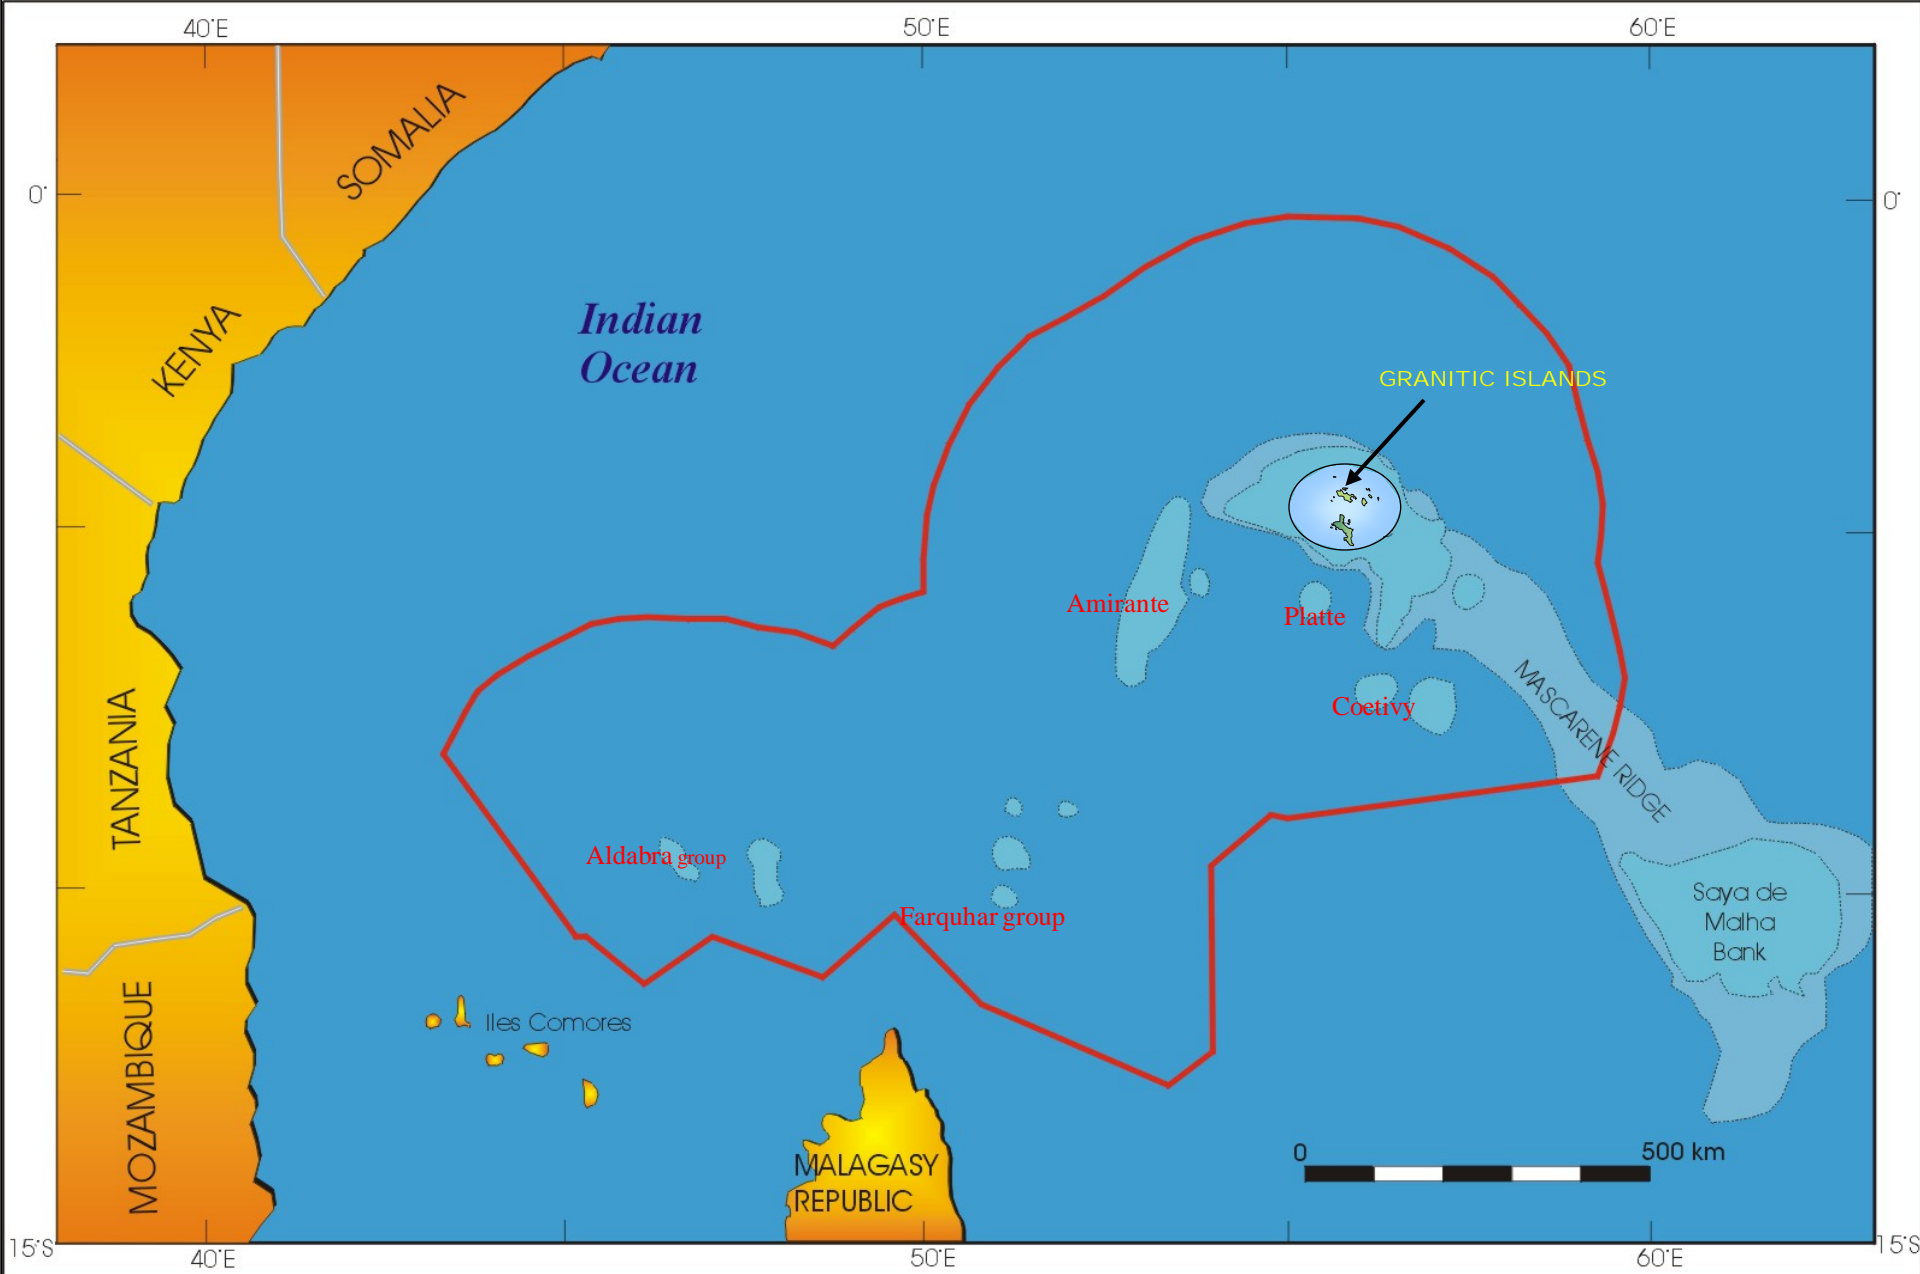 40°E
50°E
60°E
SOMALIA
0°
0°
Indian
Ocean
KENYA
GRANITIC ISLANDS
Amirante
Platte
MASCARENE RIDGE
Coetivy
TANZANIA
Aldabra group
Farquhar group
Saya de
Malha
Bank
MOZAMBIQUE
Iles Comores
MALAGASY
REPUBLIC
0
500 km
15°S
15°S
40°E
50°E
60°E